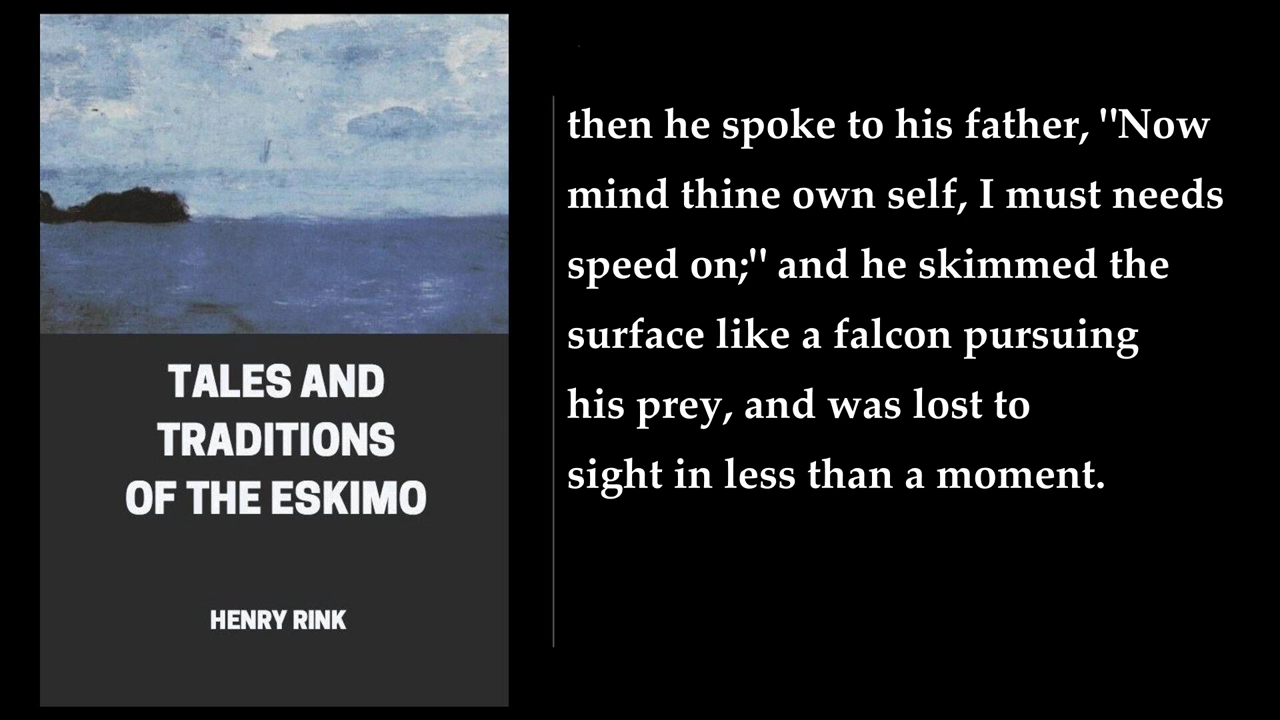 TALES AND
TRADITIONS
OF THE ESKIMO
HENRY RINK
then he spoke to his father, "Now
mind thine own self, I must needs
speed on;" and he skimmed the
surface like a falcon pursuing
his prey, and was lost to
sight in less than a moment.